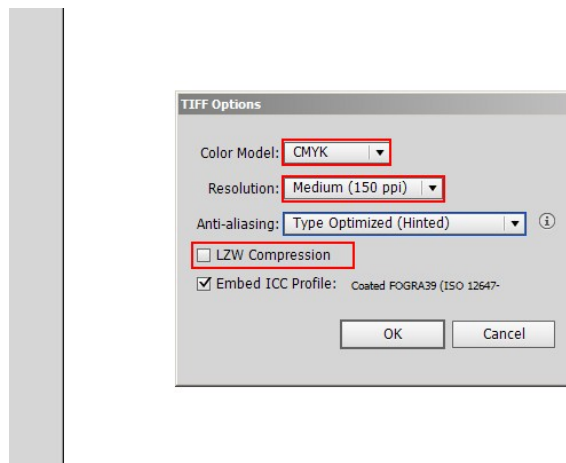 TIFF Options
Color Model: CMYK
Resolution: Medium (150 ppi)
Anti-aliasing: Type Optimized (Hinted)
LZW Compression
Embed ICC Profile: Coated FOGRA39 (ISO 12647-
OK Cancel